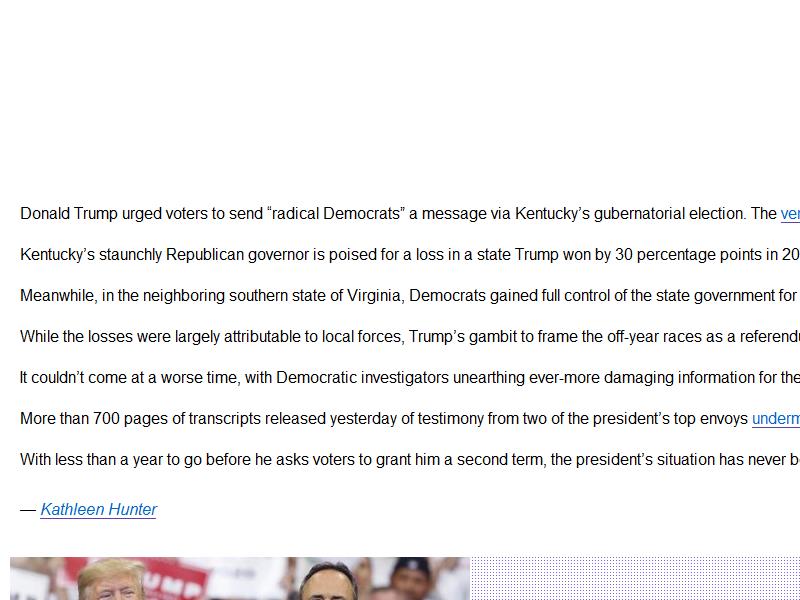 Donald Trump urged voters to send “radical Democrats” a message via Kentucky’s gubernatorial election. The
Kentucky’s staunchly Republican governor is poised for a loss in a state Trump won by 30 percentage points in 20
Meanwhile, in the neighboring southern state of Virginia, Democrats gained full control of the state government for
While the losses were largely attributable to local forces, Trump’s gambit to frame the off-year races as a
It couldn’t come at a worse time, with Democratic investigators unearthing ever-more damaging information for the
More than 700 pages of transcripts released yesterday of testimony from two of the president’s top envoys
With less than a year to go before he asks voters to grant him a second term, the president’s situation has never
— Kathleen Hunter